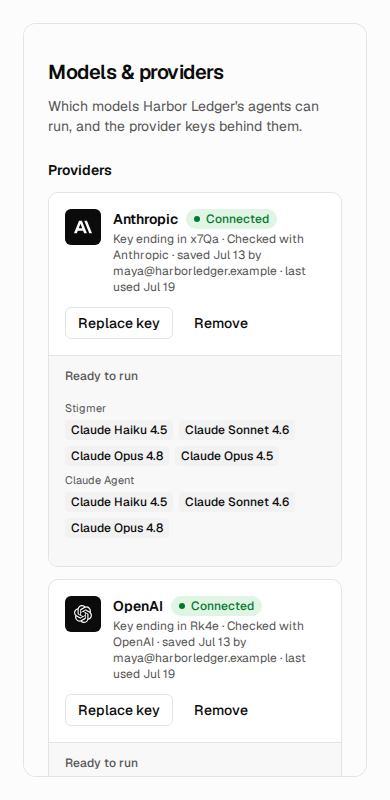 Models & providers
Which models Harbor Ledger's agents can
run, and the provider keys behind them.
Providers
Anthropic Connected
Key ending in x7Qa · Checked with
Anthropic · saved Jul 13 by
maya@harborledger.example · last
used Jul 19
Replace key Remove
Ready to run
Stigmer
Claude Haiku 4.5 Claude Sonnet 4.6
Claude Opus 4.8 Claude Opus 4.5
Claude Agent
Claude Haiku 4.5 Claude Sonnet 4.6
Claude Opus 4.8
OpenAI Connected
Key ending in Rk4e · Checked with
OpenAI · saved Jul 13 by
maya@harborledger.example · last
used Jul 19
Replace key Remove
Ready to run